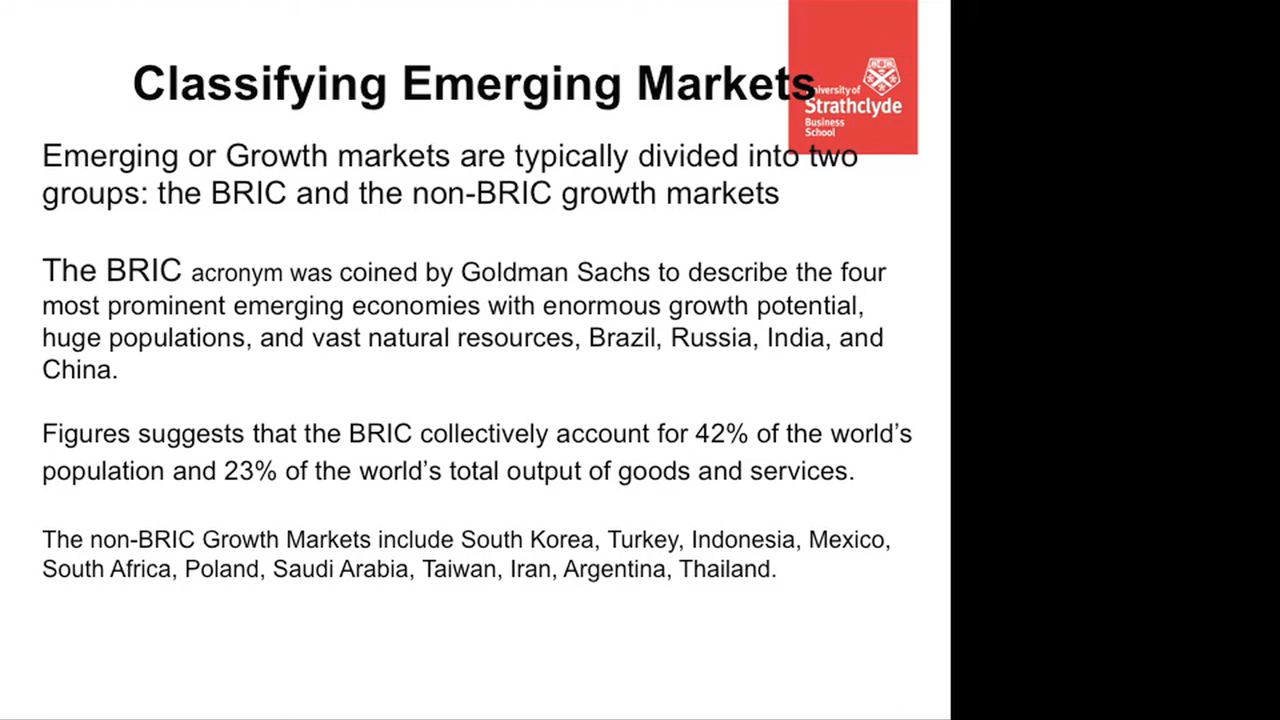 Classifying Emerging Markets
University of
Strathclyde
Business
School
Emerging or Growth markets are typically divided into two
groups: the BRIC and the non-BRIC growth markets
The BRIC acronym was coined by Goldman Sachs to describe the four
most prominent emerging economies with enormous growth potential,
huge populations, and vast natural resources, Brazil, Russia, India, and
China.
Figures suggests that the BRIC collectively account for 42% of the world’s
population and 23% of the world’s total output of goods and services.
The non-BRIC Growth Markets include South Korea, Turkey, Indonesia, Mexico,
South Africa, Poland, Saudi Arabia, Taiwan, Iran, Argentina, Thailand.